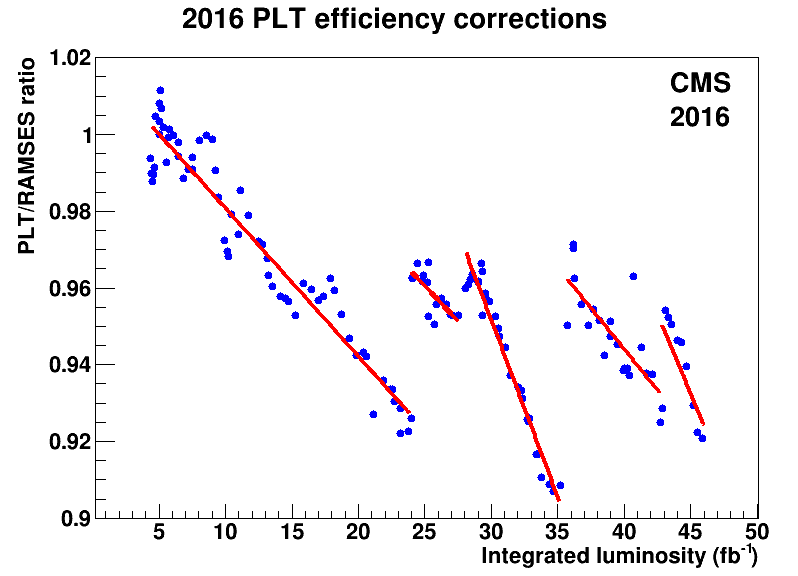 2016 PLT efficiency corrections
PLT/RAMSES ratio
1.02
1
0.98
0.96
0.94
0.92
0.9
CMS
2016
5 10 15 20 25 30 35 40 45 50
Integrated luminosity (fb⁻¹)